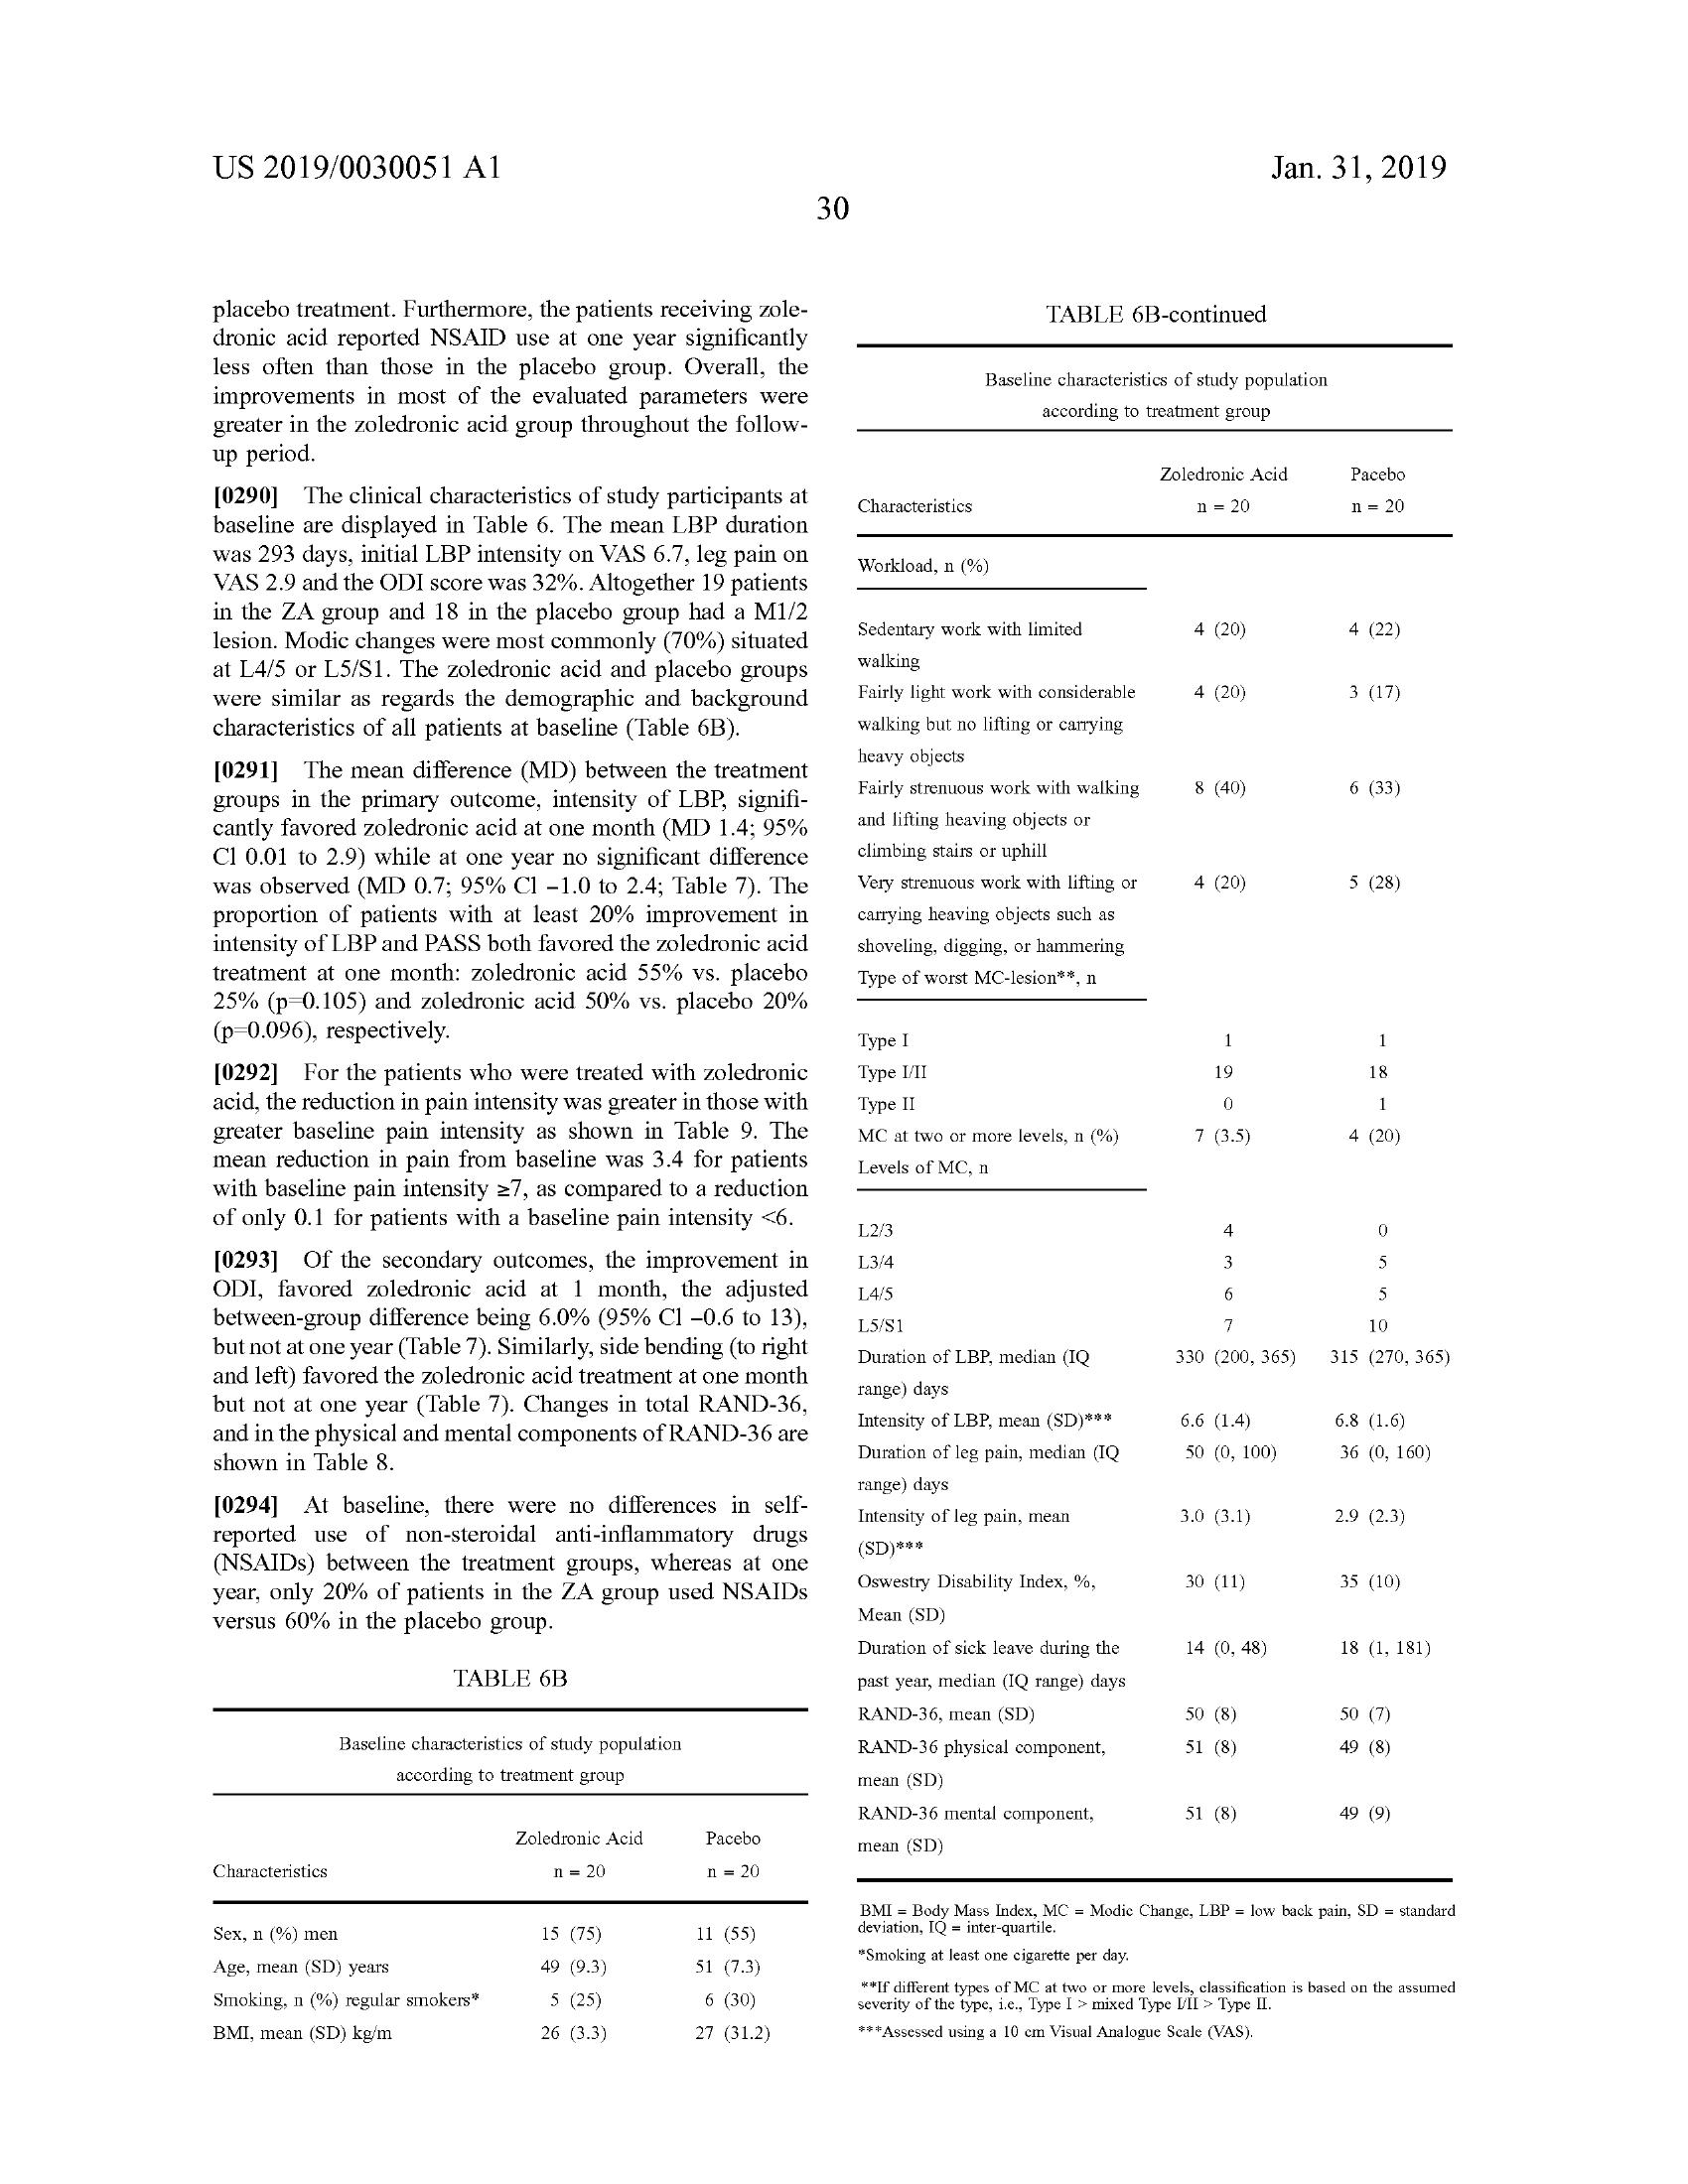 US 2019/0030051 A1
Jan. 31, 2019
30
placebo treatment. Furthermore, the patients receiving zole-
dronic acid reported NSAID use at one year significantly
less often than those in the placebo group. Overall, the
improvements in most of the evaluated parameters were
greater in the zoledronic acid group throughout the follow-
up period.
[0290] The clinical characteristics of study participants at
baseline are displayed in Table 6. The mean LBP duration
was 293 days, initial LBP intensity on VAS 6.7, leg pain on
VAS 2.9 and the ODI score was 32%. Altogether 19 patients
in the ZA group and 18 in the placebo group had a M1/2
lesion. Modic changes were most commonly (70%) situated
at L4/5 or L5/S1. The zoledronic acid and placebo groups
were similar as regards the demographic and background
characteristics of all patients at baseline (Table 6B).
[0291] The mean difference (MD) between the treatment
groups in the primary outcome, intensity of LBP, signifi-
cantly favored zoledronic acid at one month (MD 1.4; 95%
Cl 0.01 to 2.9) while at one year no significant difference
was observed (MD 0.7; 95% Cl –1.0 to 2.4; Table 7). The
proportion of patients with at least 20% improvement in
intensity of LBP and PASS both favored the zoledronic acid
treatment at one month: zoledronic acid 55% vs. placebo
25% (p=0.105) and zoledronic acid 50% vs. placebo 20%
(p=0.096), respectively.
[0292] For the patients who were treated with zoledronic
acid, the reduction in pain intensity was greater in those with
greater baseline pain intensity as shown in Table 9. The
mean reduction in pain from baseline was 3.4 for patients
with baseline pain intensity ≥7, as compared to a reduction
of only 0.1 for patients with a baseline pain intensity <6.
[0293] Of the secondary outcomes, the improvement in
ODI, favored zoledronic acid at 1 month, the adjusted
between-group difference being 6.0% (95% Cl –0.6 to 13),
but not at one year (Table 7). Similarly, side bending (to right
and left) favored the zoledronic acid treatment at one month
but not at one year (Table 7). Changes in total RAND-36,
and in the physical and mental components of RAND-36 are
shown in Table 8.
[0294] At baseline, there were no differences in self-
reported use of non-steroidal anti-inflammatory drugs
(NSAIDs) between the treatment groups, whereas at one
year, only 20% of patients in the ZA group used NSAIDs
versus 60% in the placebo group.
TABLE 6B
Baseline characteristics of study population
according to treatment group
Zoledronic Acid Pacebo
Characteristics n = 20 n = 20
Sex, n (%) men 15 (75) 11 (55)
Age, mean (SD) years 49 (9.3) 51 (7.3)
Smoking, n (%) regular smokers* 5 (25) 6 (30)
BMI, mean (SD) kg/m 26 (3.3) 27 (31.2)
TABLE 6B-continued
Baseline characteristics of study population
according to treatment group
Zoledronic Acid Pacebo
Characteristics n = 20 n = 20
Workload, n (%)
Sedentary work with limited 4 (20) 4 (22)
walking
Fairly light work with considerable 4 (20) 3 (17)
walking but no lifting or carrying
heavy objects
Fairly strenuous work with walking 8 (40) 6 (33)
and lifting heaving objects or
climbing stairs or uphill
Very strenuous work with lifting or 4 (20) 5 (28)
carrying heaving objects such as
shoveling, digging, or hammering
Type of worst MC-lesion**, n
Type I 1 1
Type I/II 19 18
Type II 0 1
MC at two or more levels, n (%) 7 (3.5) 4 (20)
Levels of MC, n
L2/3 4 0
L3/4 3 5
L4/5 6 5
L5/S1 7 10
Duration of LBP, median (IQ 330 (200, 365) 315 (270, 365)
range) days
Intensity of LBP, mean (SD)*** 6.6 (1.4) 6.8 (1.6)
Duration of leg pain, median (IQ 50 (0, 100) 36 (0, 160)
range) days
Intensity of leg pain, mean 3.0 (3.1) 2.9 (2.3)
(SD)***
Oswestry Disability Index, %, 30 (11) 35 (10)
Mean (SD)
Duration of sick leave during the 14 (0, 48) 18 (1, 181)
past year, median (IQ range) days
RAND-36, mean (SD) 50 (8) 50 (7)
RAND-36 physical component, 51 (8) 49 (8)
mean (SD)
RAND-36 mental component, 51 (8) 49 (9)
mean (SD)
BMI = Body Mass Index, MC = Modic Change, LBP = low back pain, SD = standard
deviation, IQ = inter-quartile.
*Smoking at least one cigarette per day.
**If different types of MC at two or more levels, classification is based on the assumed
severity of the type, i.e., Type I > mixed Type I/II > Type II.
***Assessed using a 10 cm Visual Analogue Scale (VAS).